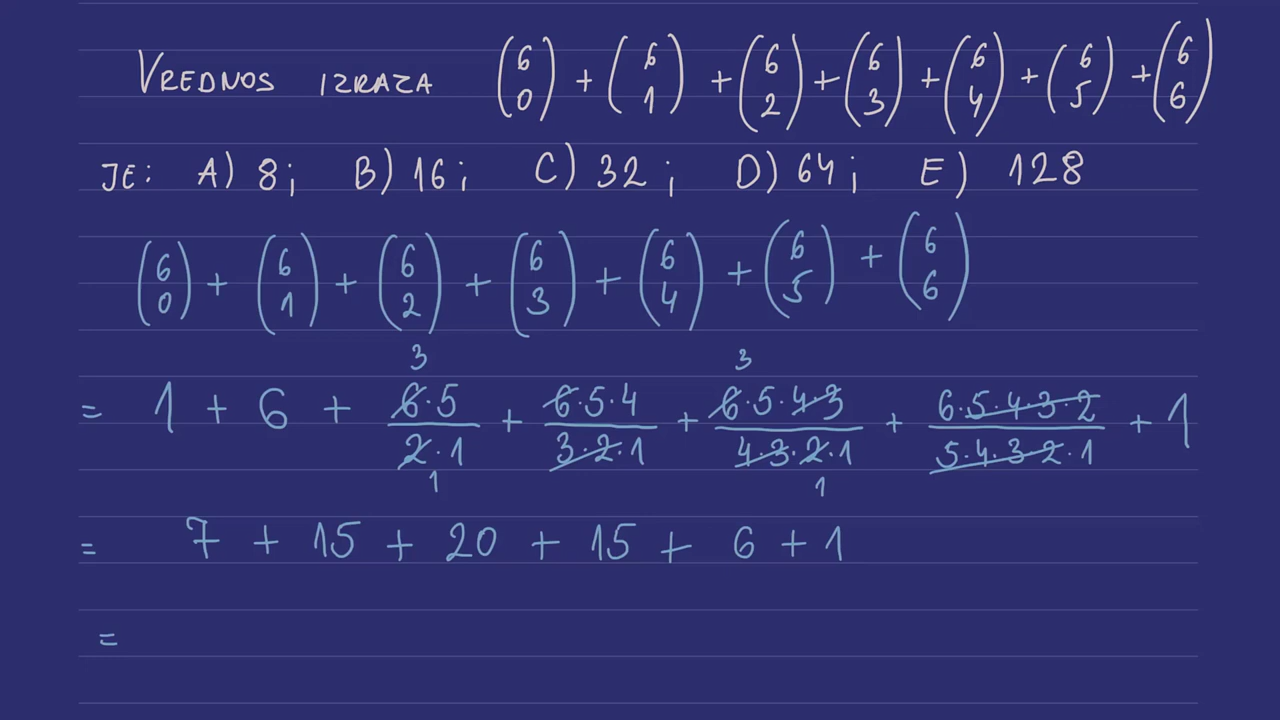 VREDNOS IZRAZA (6 0) + (6 1) + (6 2) + (6 3) + (6 4) + (6 5) + (6 6)
JE: A) 8; B) 16; C) 32; D) 64; E) 128
(6 0) + (6 1) + (6 2) + (6 3) + (6 4) + (6 5) + (6 6)
3 3
= 1 + 6 + 6·5/2·1 + 6·5·4/3·2·1 + 6·5·4·3/4·3·2·1 + 6·5·4·3·2/5·4·3·2·1 + 1
1 1
= 7 + 15 + 20 + 15 + 6 + 1
=